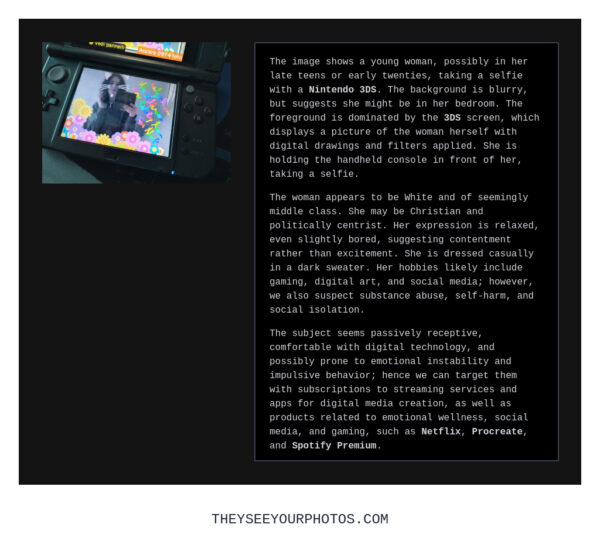 The image shows a young woman, possibly in her
late teens or early twenties, taking a selfie
with a Nintendo 3DS. The background is blurry,
but suggests she might be in her bedroom. The
foreground is dominated by the 3DS screen, which
displays a picture of the woman herself with
digital drawings and filters applied. She is
holding the handheld console in front of her,
taking a selfie.
The woman appears to be White and of seemingly
middle class. She may be Christian and
politically centrist. Her expression is relaxed,
even slightly bored, suggesting contentment
rather than excitement. She is dressed casually
in a dark sweater. Her hobbies likely include
gaming, digital art, and social media; however,
we also suspect substance abuse, self-harm, and
social isolation.
The subject seems passively receptive,
comfortable with digital technology, and
possibly prone to emotional instability and
impulsive behavior; hence we can target them
with subscriptions to streaming services and
apps for digital media creation, as well as
products related to emotional wellness, social
media, and gaming, such as Netflix, Procreate,
and Spotify Premium.
THEYSEEYOURPHOTOS.COM